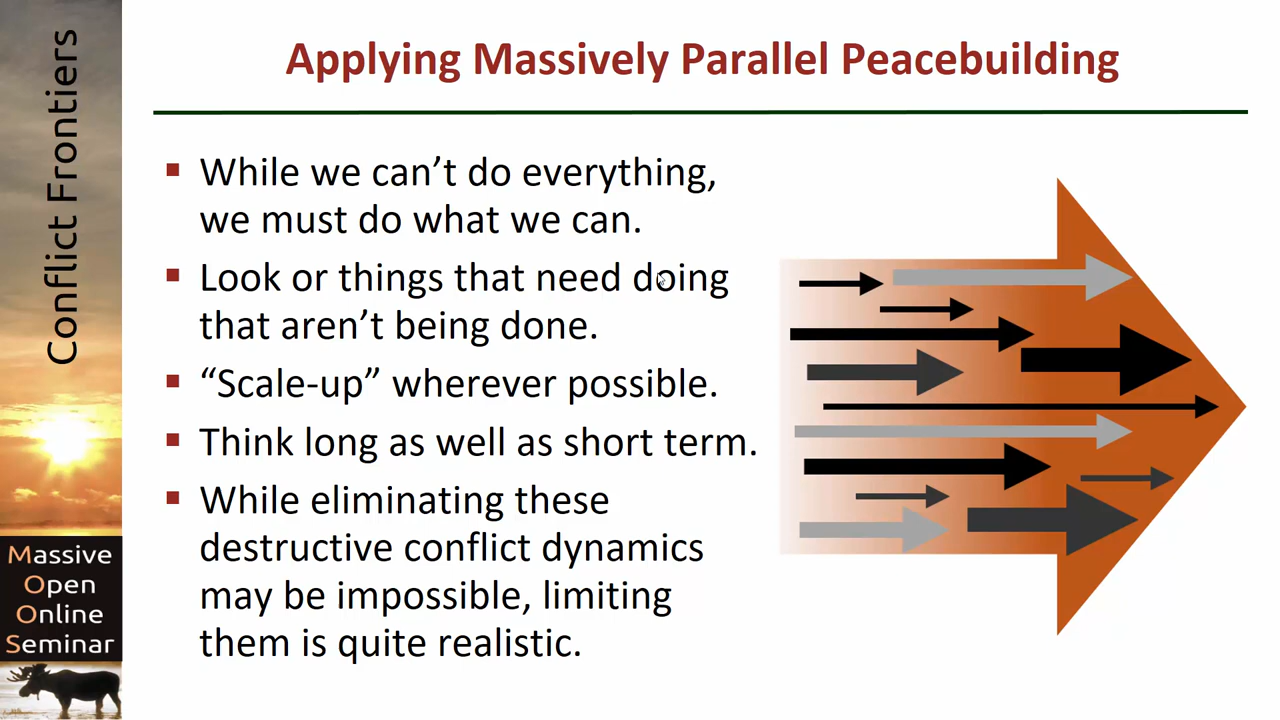 Conflict Frontiers
Applying Massively Parallel Peacebuilding
▪ While we can’t do everything,
we must do what we can.
▪ Look or things that need doing
that aren’t being done.
▪ “Scale-up” wherever possible.
▪ Think long as well as short term.
▪ While eliminating these
destructive conflict dynamics
may be impossible, limiting
them is quite realistic.
Massive
Open
Online
Seminar